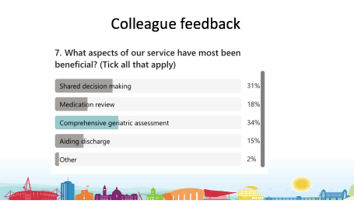 Colleague feedback
7. What aspects of our service have most been
beneficial? (Tick all that apply)
Shared decision making 31%
Medication review 18%
Comprehensive geriatric assessment 34%
Aiding discharge 15%
Other 2%